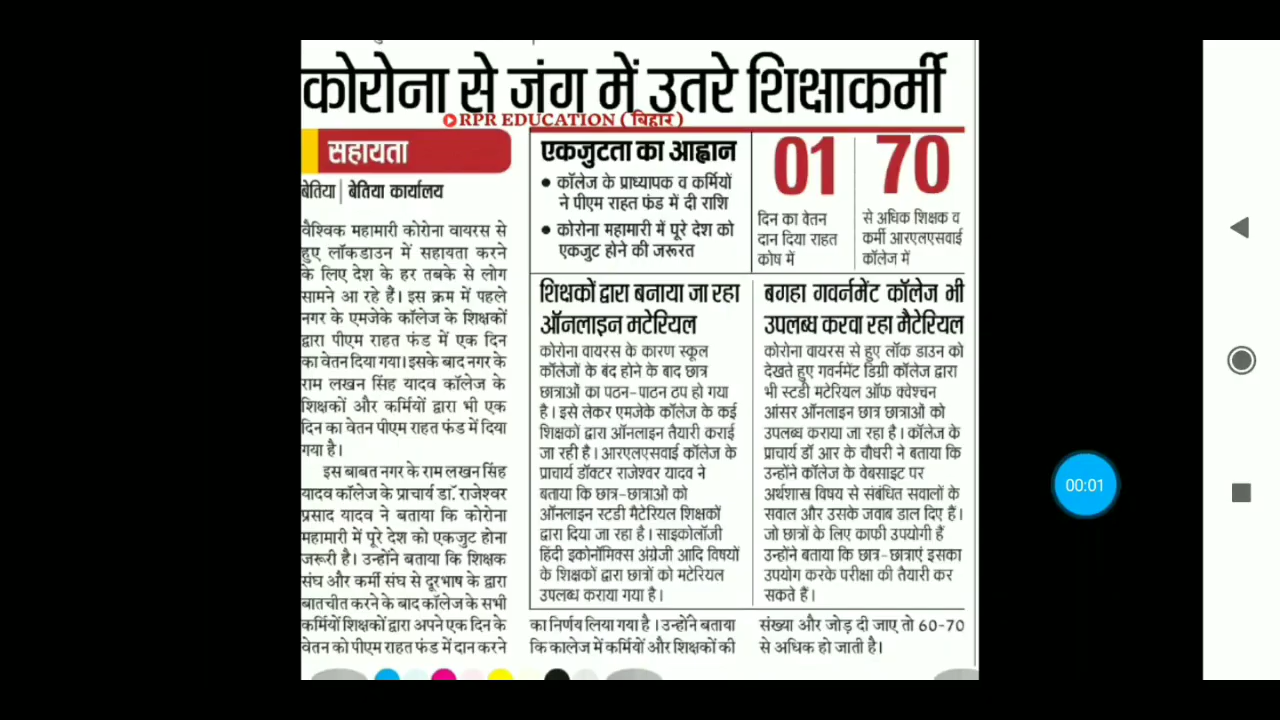 कोरोना से जंग में उतरे शिक्षाकर्मी
RPR EDUCATION ( बिहार )
सहायता
बेतिया | बेतिया कार्यालय
वैश्विक महामारी कोरोना वायरस से
हुए लॉकडाउन में सहायता करने
के लिए देश के हर तबके से लोग
सामने आ रहे हैं। इस क्रम में पहले
नगर के एमजेके कॉलेज के शिक्षकों
द्वारा पीएम राहत फंड में एक दिन
का वेतन दिया गया। इसके बाद नगर के
राम लखन सिंह यादव कॉलेज के
शिक्षकों और कर्मियों द्वारा भी एक
दिन का वेतन पीएम राहत फंड में दिया
गया है।
इस बाबत नगर के राम लखन सिंह
यादव कॉलेज के प्राचार्य डॉ. राजेश्वर
प्रसाद यादव ने बताया कि कोरोना
महामारी में पूरे देश को एकजुट होना
जरूरी है। उन्होंने बताया कि शिक्षक
संघ और कर्मी संघ से दूरभाष के द्वारा
बातचीत करने के बाद कॉलेज के सभी
कर्मियों शिक्षकों द्वारा अपने एक दिन के
वेतन को पीएम राहत फंड में दान करने
एकजुटता का आह्वान
• कॉलेज के प्राध्यापक व कर्मियों
ने पीएम राहत फंड में दी राशि
• कोरोना महामारी में पूरे देश को
एकजुट होने की जरूरत
01
दिन का वेतन
दान दिया राहत
कोष में
70
से अधिक शिक्षक व
कर्मी आरएलएसवाई
कॉलेज में
शिक्षकों द्वारा बनाया जा रहा
ऑनलाइन मटेरियल
कोरोना वायरस के कारण स्कूल
कॉलेजों के बंद होने के बाद छात्र
छात्राओं का पठन-पाठन ठप हो गया
है। इसे लेकर एमजेके कॉलेज के कई
शिक्षकों द्वारा ऑनलाइन तैयारी कराई
जा रही है। आरएलएसवाई कॉलेज के
प्राचार्य डॉक्टर राजेश्वर यादव ने
बताया कि छात्र-छात्राओं को
ऑनलाइन स्टडी मैटेरियल शिक्षकों
द्वारा दिया जा रहा है। साइकोलॉजी
हिंदी इकोनॉमिक्स अंग्रेजी आदि विषयों
के शिक्षकों द्वारा छात्रों को मटेरियल
उपलब्ध कराया गया है।
बगहा गवर्नमेंट कॉलेज भी
उपलब्ध करवा रहा मैटेरियल
कोरोना वायरस से हुए लॉक डाउन को
देखते हुए गवर्नमेंट डिग्री कॉलेज द्वारा
भी स्टडी मटेरियल ऑफ क्वेश्चन
आंसर ऑनलाइन छात्र छात्राओं को
उपलब्ध कराया जा रहा है। कॉलेज के
प्राचार्य डॉ आर के चौधरी ने बताया कि
उन्होंने कॉलेज के वेबसाइट पर
अर्थशास्त्र विषय से संबंधित सवालों के
सवाल और उसके जवाब डाल दिए हैं।
जो छात्रों के लिए काफी उपयोगी हैं
उन्होंने बताया कि छात्र-छात्राएं इसका
उपयोग करके परीक्षा की तैयारी कर
सकते हैं।
का निर्णय लिया गया है। उन्होंने बताया
कि कालेज में कर्मियों और शिक्षकों की
संख्या और जोड़ दी जाए तो 60-70
से अधिक हो जाती है।
00:01